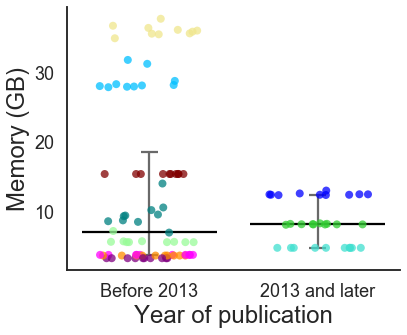 Memory (GB)
30
20
10
Before 2013
2013 and later
Year of publication